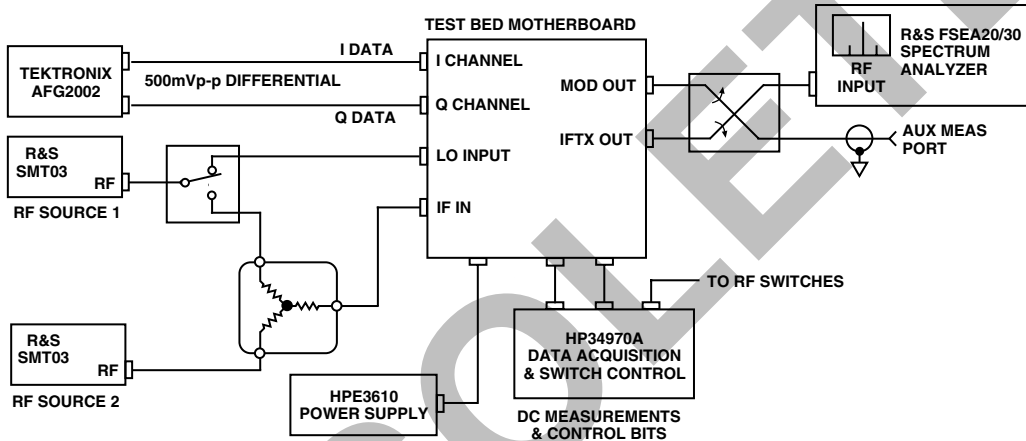 TEST BED MOTHERBOARD
TEKTRONIX
AFG2002
I DATA
500mVp-p DIFFERENTIAL
Q DATA
I CHANNEL
Q CHANNEL
LO INPUT
IF IN
MOD OUT
IFTX OUT
R&S FSEA20/30
SPECTRUM
ANALYZER
RF
INPUT
AUX MEAS
PORT
R&S
SMT03
RF
RF SOURCE 1
R&S
SMT03
RF
RF SOURCE 2
TO RF SWITCHES
HP34970A
DATA ACQUISITION
& SWITCH CONTROL
HPE3610
POWER SUPPLY
DC MEASUREMENTS
& CONTROL BITS
OLETE